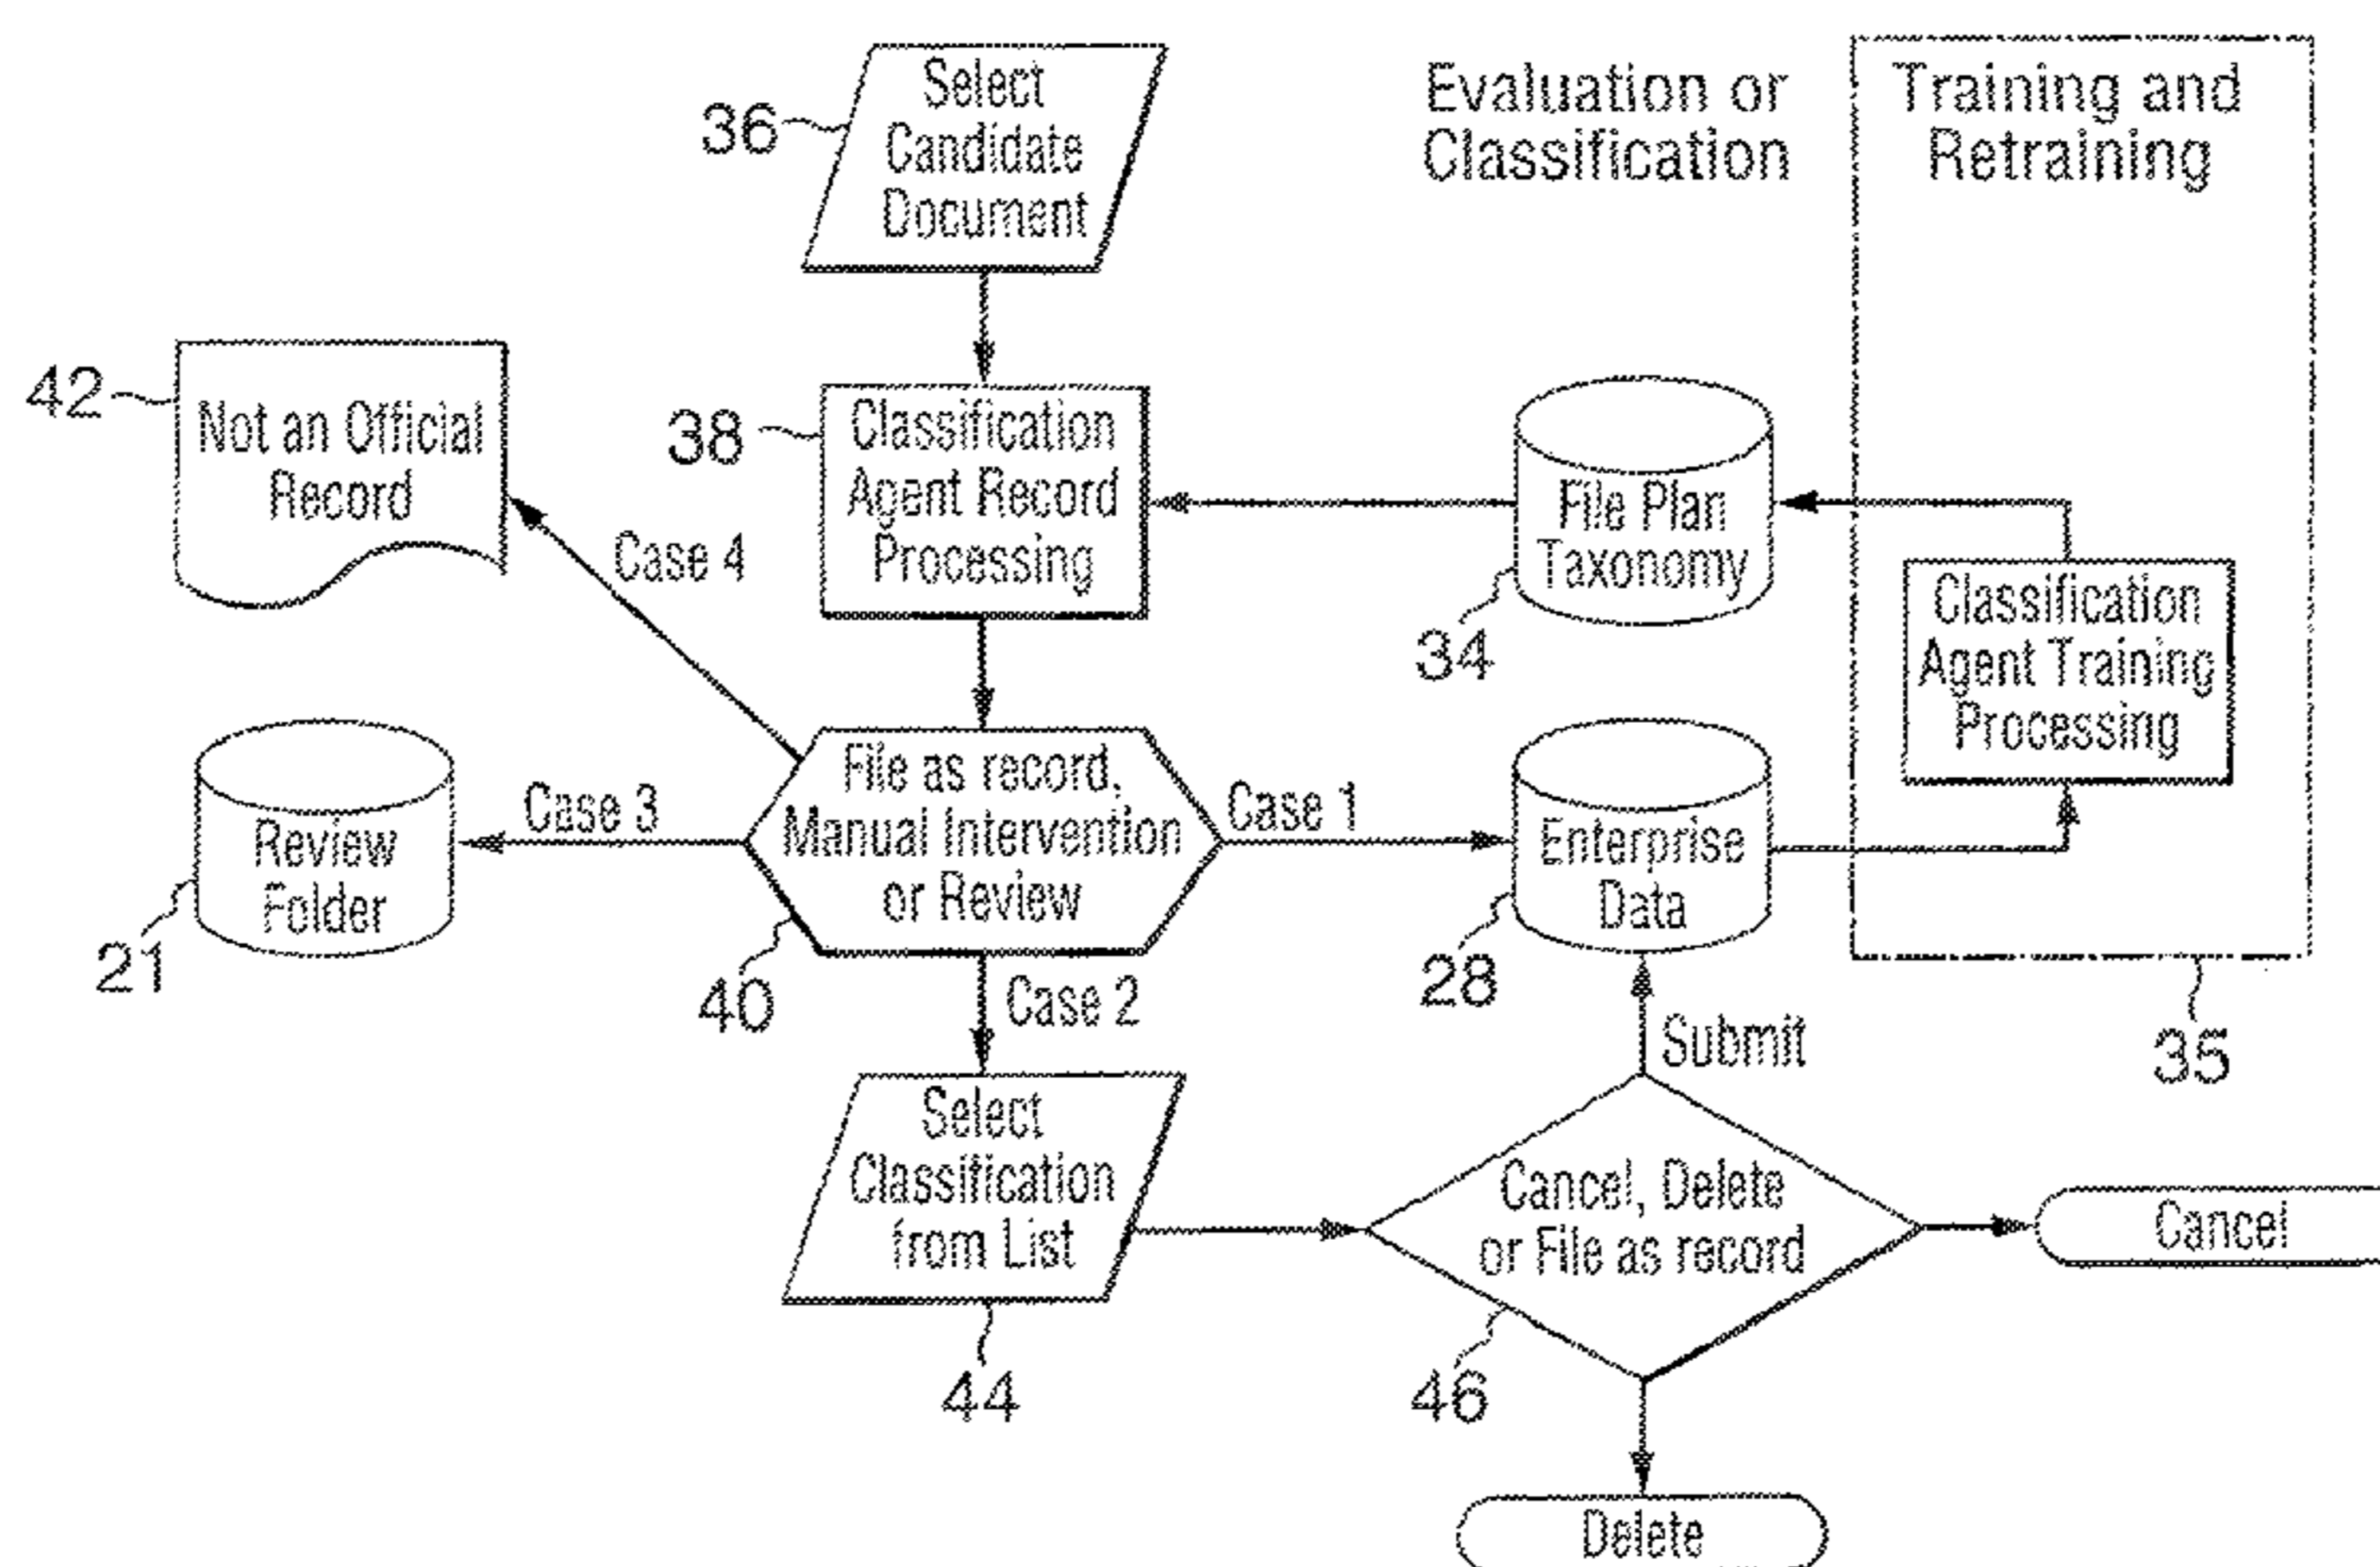 Select
Candidate
Document
36
Evaluation or
Classification
Training and
Retraining
42
Not an Official
Record
38
Classification
Agent Record
Processing
File Plan
Taxonomy
34
Classification
Agent Training
Processing
Case 4
Review
Folder
21
Case 3
File as record,
Manual Intervention
or Review
40
Case 1
Enterprise
Data
28
35
Case 2
Submit
Select
Classification
from List
44
Cancel, Delete
or File as record
46
Cancel
Delete